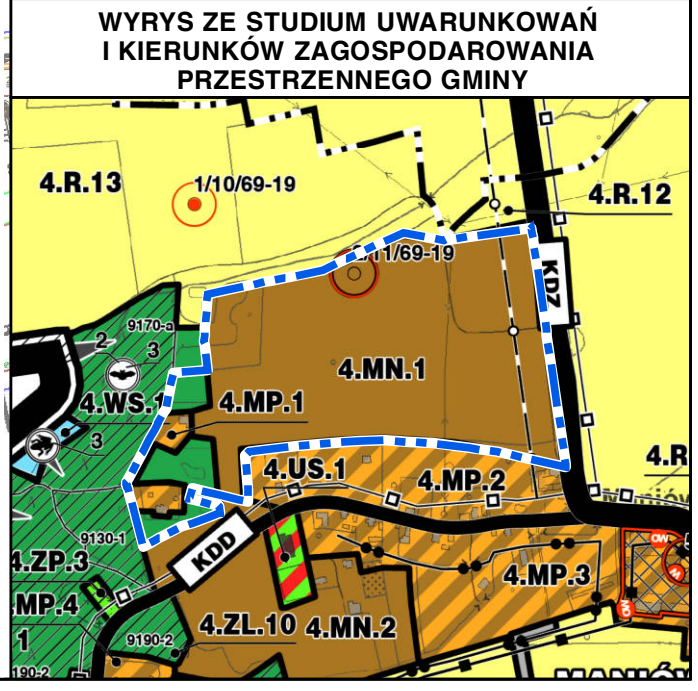 WYRYS ZE STUDIUM UWARUNKOWAŃ
I KIERUNKÓW ZAGOSPODAROWANIA
PRZESTRZENNEGO GMINY
4.R.13
1/10/69-19
4.R.12
2/11/69-19
KDZ
9170-a
2
3
4.MN.1
4.WS.1
4.MP.1
3
4.US.1
4.MP.2
4.R
9130-1
KDD
4.ZP.3
4.MP.3
OW
W
OW
.MP.4
1
9190-2
4.ZL.10
4.MN.2
190-2